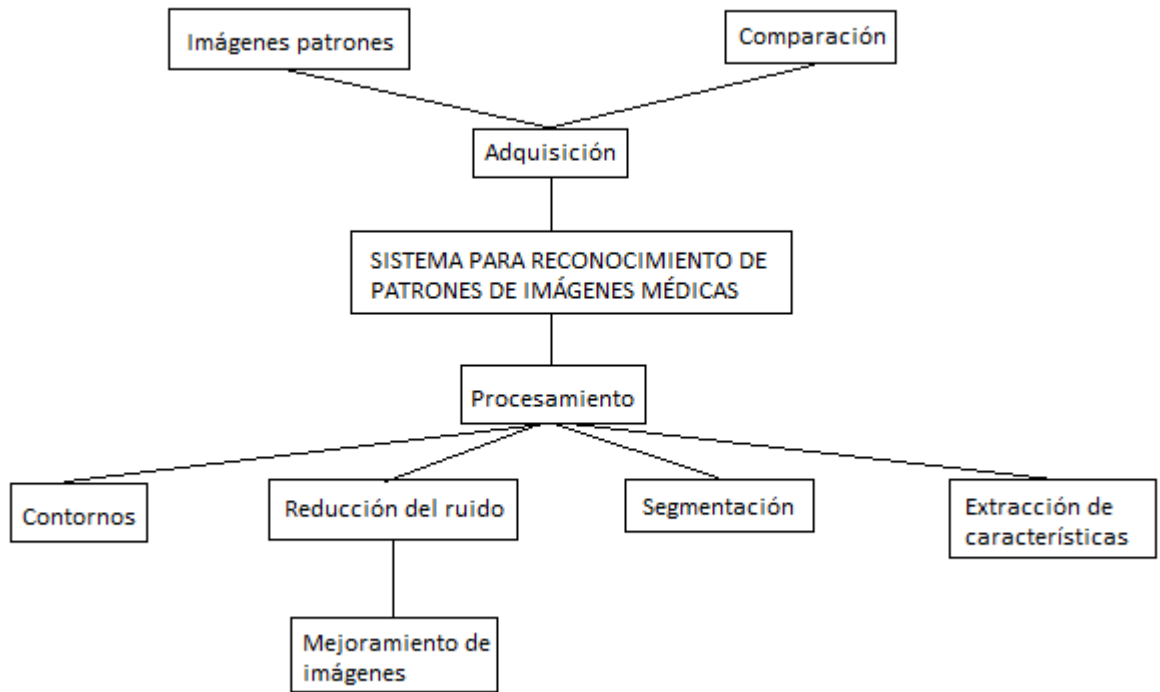 Imágenes patrones
Comparación
Adquisición
SISTEMA PARA RECONOCIMIENTO DE
PATRONES DE IMÁGENES MÉDICAS
Procesamiento
Contornos
Reducción del ruido
Segmentación
Extracción de
característicias
Mejoramiento de
imágenes